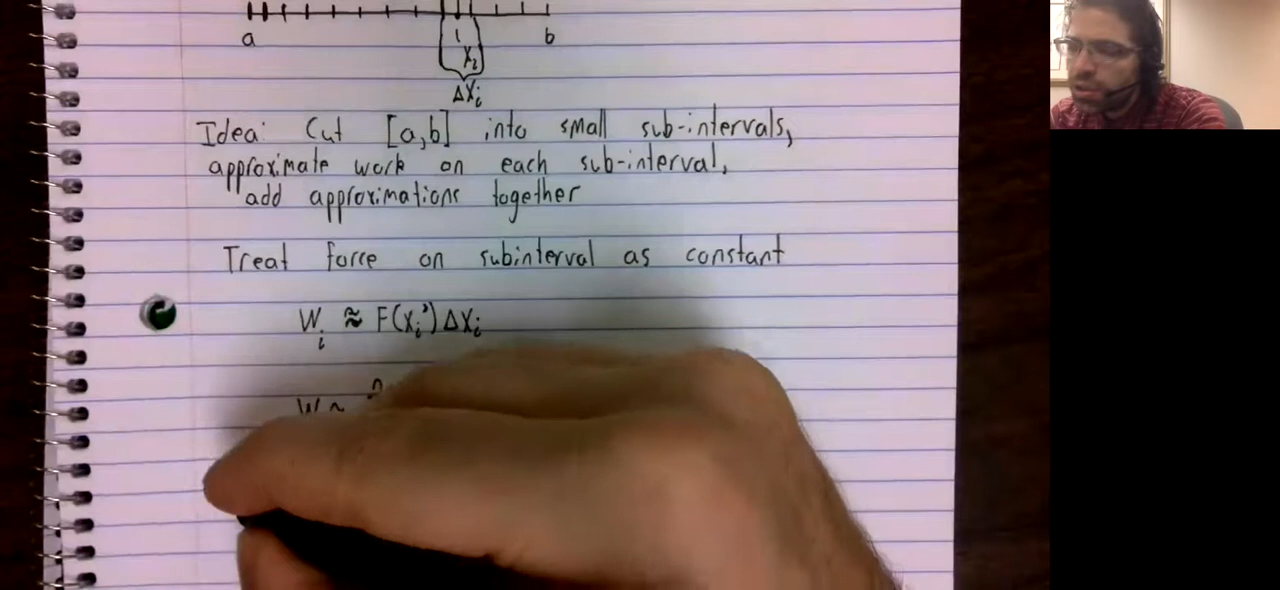 a b
x_i
Δx_i
Idea: Cut [a,b] into small sub-intervals,
approximate work on each sub-interval,
add approximations together
Treat force on subinterval as constant
W_i ≈ F(x_i')Δx_i
W ≈ n